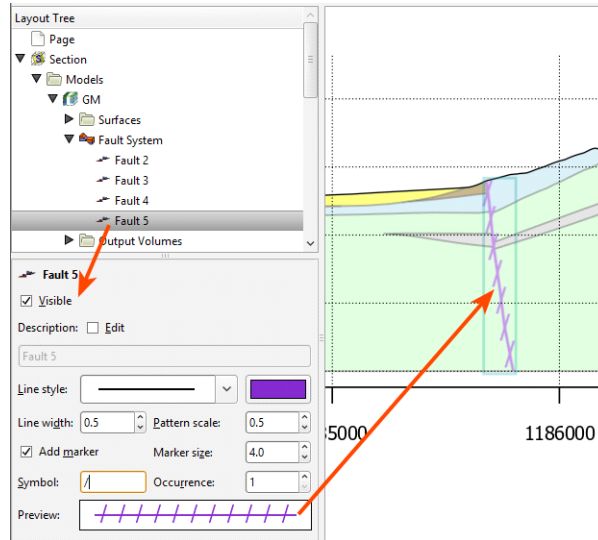 Layout Tree
Page
Section
Models
GM
Surfaces
Fault System
Fault 2
Fault 3
Fault 4
Fault 5
Output Volumes
Fault 5
Visible
Description: Edit
Fault 5
Line style:
Line width: 0.5 Pattern scale: 0.5
Add marker Marker size: 4.0
Symbol: / Occurrence: 1
Preview:
35000 1186000